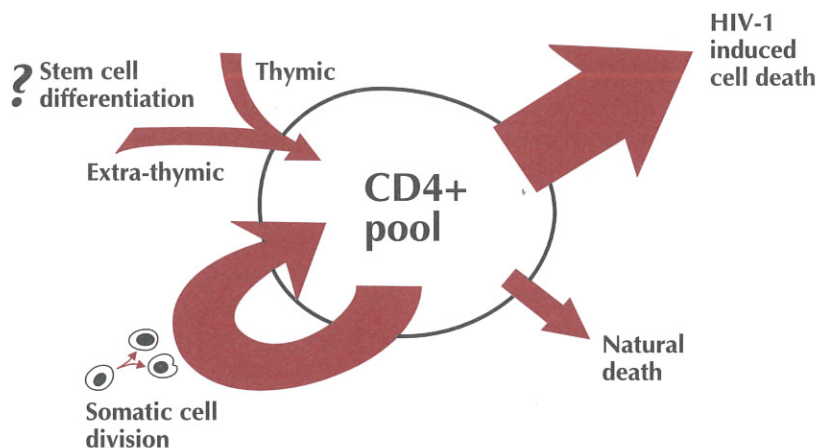 HIV-1
induced
cell death
? Stem cell
differentiation
Thymic
Extra-thymic
CD4+
pool
Natural
death
Somatic cell
division